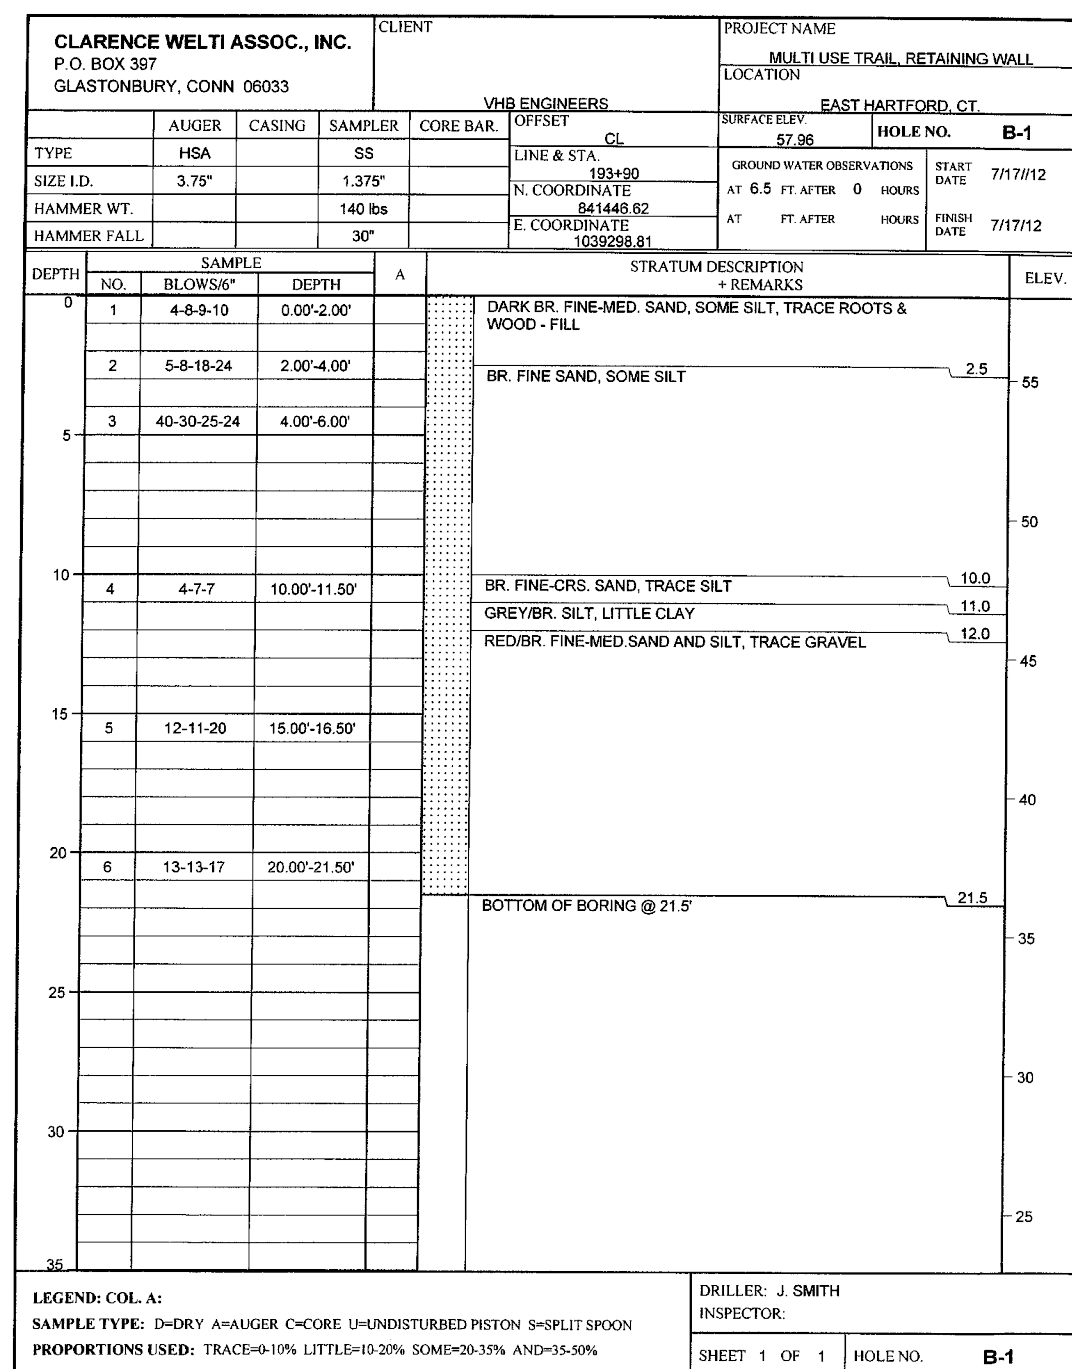 CLARENCE WELTI ASSOC., INC.
P.O. BOX 397
GLASTONBURY, CONN 06033
CLIENT
VHB ENGINEERS
PROJECT NAME
MULTI USE TRAIL, RETAINING WALL
LOCATION
EAST HARTFORD, CT.
AUGER CASING SAMPLER CORE BAR.
TYPE HSA SS
SIZE I.D. 3.75" 1.375"
HAMMER WT. 140 lbs
HAMMER FALL 30"
OFFSET
CL
LINE & STA.
193+90
N. COORDINATE
841446.62
E. COORDINATE
1039298.81
SURFACE ELEV.
57.96
HOLE NO. B-1
GROUND WATER OBSERVATIONS
AT 6.5 FT. AFTER 0 HOURS
AT FT. AFTER HOURS
START DATE 7/17//12
FINISH DATE 7/17/12
DEPTH SAMPLE A STRATUM DESCRIPTION + REMARKS ELEV.
NO. BLOWS/6" DEPTH
0
1 4-8-9-10 0.00'-2.00' DARK BR. FINE-MED. SAND, SOME SILT, TRACE ROOTS &
WOOD - FILL
2 5-8-18-24 2.00'-4.00' 2.5
BR. FINE SAND, SOME SILT
55
3 40-30-25-24 4.00'-6.00'
5
50
10 10.0
4 4-7-7 10.00'-11.50' BR. FINE-CRS. SAND, TRACE SILT
11.0
GREY/BR. SILT, LITTLE CLAY
12.0
RED/BR. FINE-MED.SAND AND SILT, TRACE GRAVEL
45
15
5 12-11-20 15.00'-16.50'
40
20
6 13-13-17 20.00'-21.50'
21.5
BOTTOM OF BORING @ 21.5'
35
25
30
30
25
35
LEGEND: COL. A:
SAMPLE TYPE: D=DRY A=AUGER C=CORE U=UNDISTURBED PISTON S=SPLIT SPOON
PROPORTIONS USED: TRACE=0-10% LITTLE=10-20% SOME=20-35% AND=35-50%
DRILLER: J. SMITH
INSPECTOR:
SHEET 1 OF 1 HOLE NO. B-1